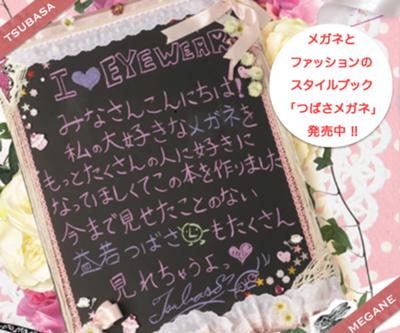 TSUBASA
I ♥ EYEWEAR
みなさんこんにちは!
私の大好きなメガネを
もっとたくさんの人に好きに
なってほしくてこの本を作りました
今まで見せたことのない
益若つばさもたくさん
見れちゃうよ
Tsubasa
メガネと
ファッションの
スタイルブック
「つばさメガネ」
発売中 !!
MEGANE